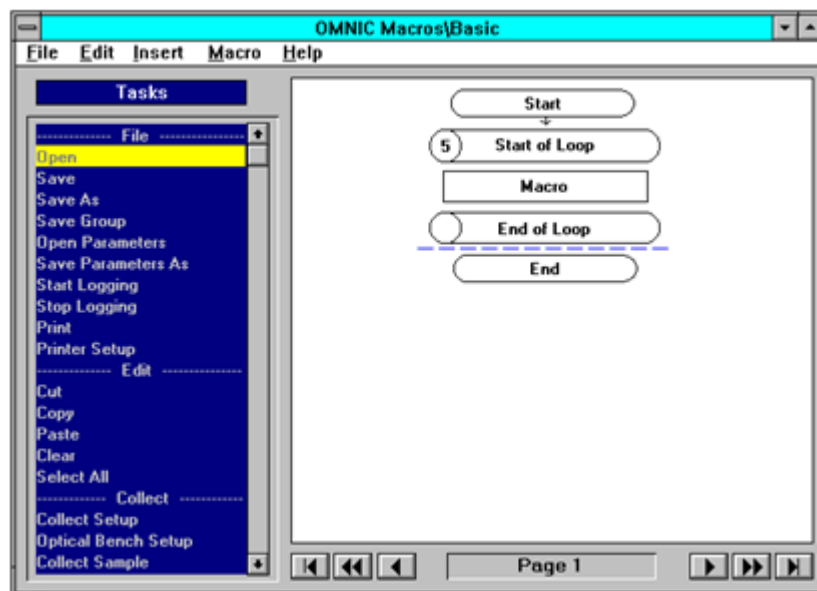 OMNIC Macros\Basic
File Edit Insert Macro Help
Tasks
------------- File ---------------
Open
Save
Save As
Save Group
Open Parameters
Save Parameters As
Start Logging
Stop Logging
Print
Printer Setup
------------- Edit --------------
Cut
Copy
Paste
Clear
Select All
------------ Collect -----------
Collect Setup
Optical Bench Setup
Collect Sample
Start
5 Start of Loop
Macro
End of Loop
End
Page 1